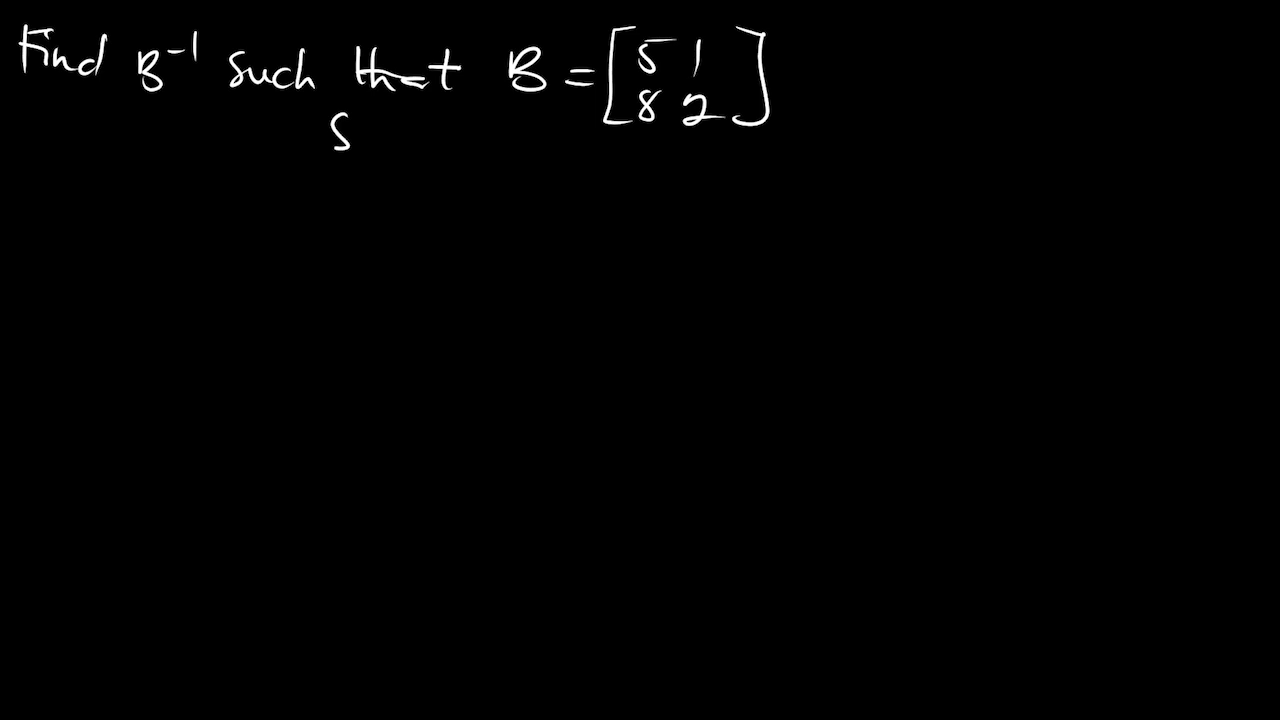 Find B⁻¹ such that B = [5 1
8 2]
S